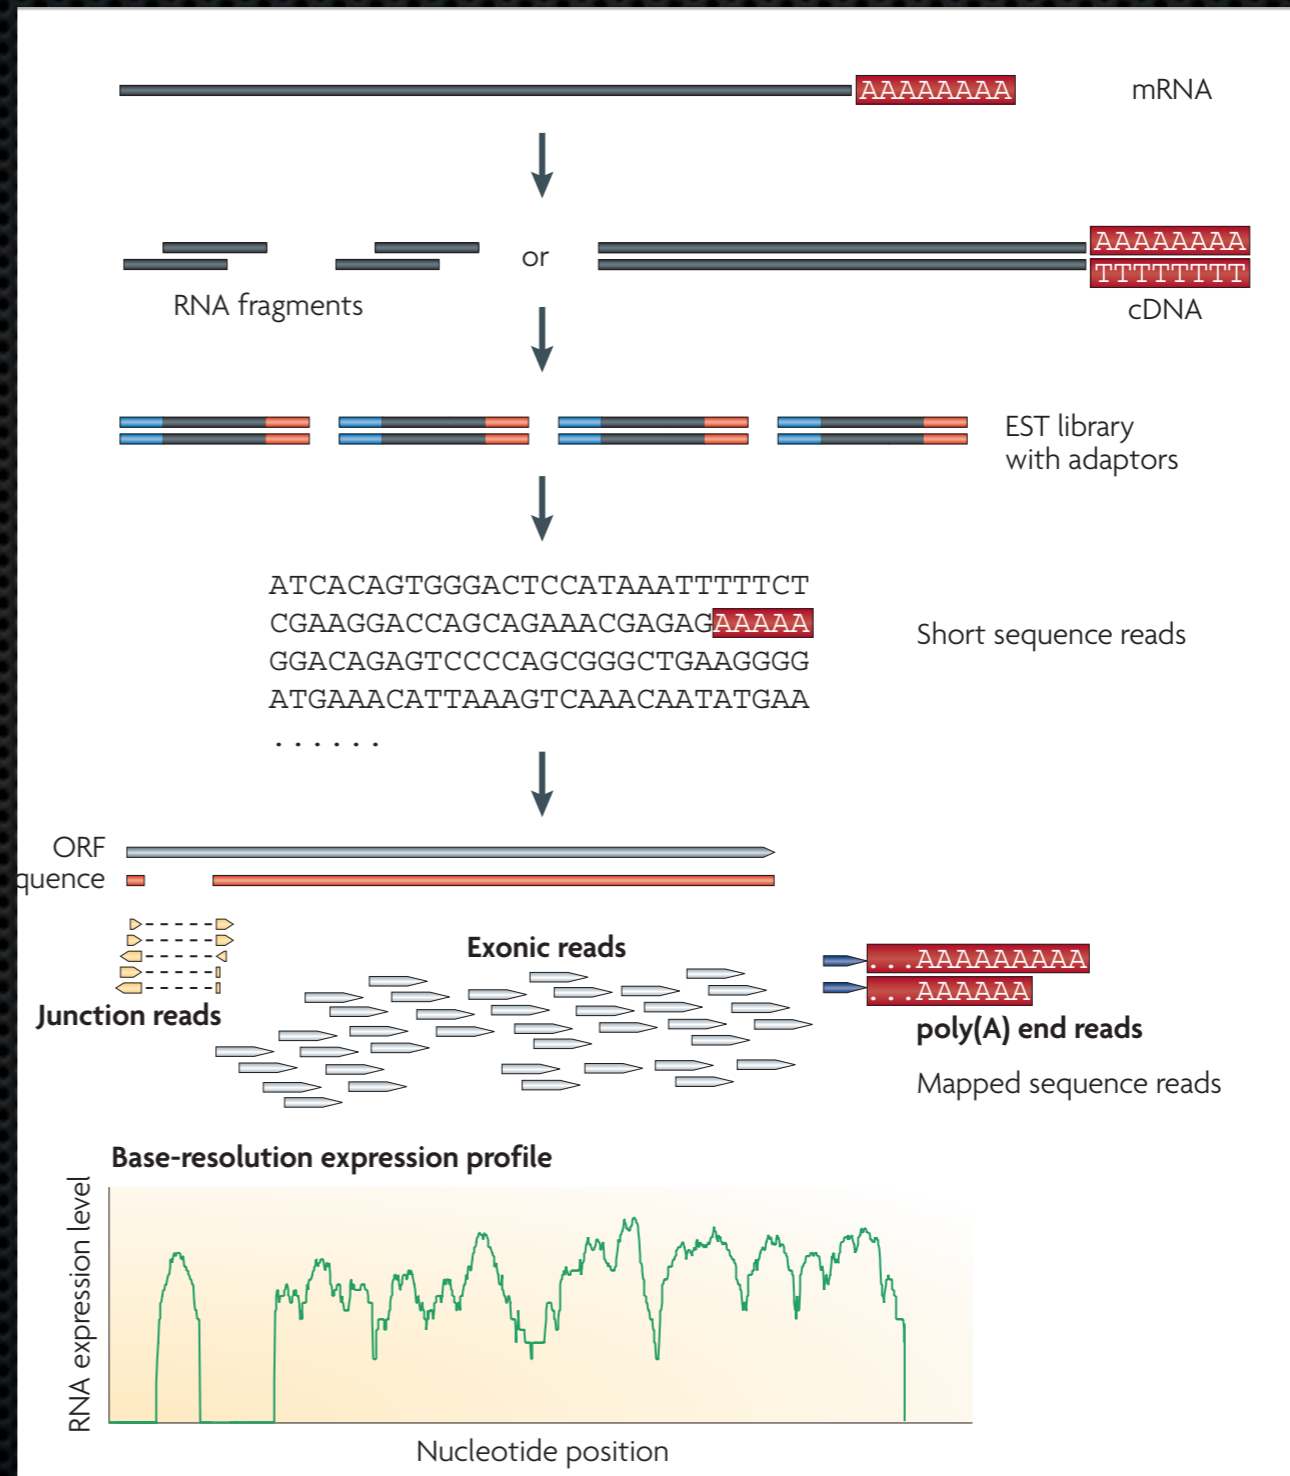 AAAAAAAA mRNA
AAAAAAAA
or
TTTTTTTT
RNA fragments
cDNA
EST library
with adaptors
ATCACAGTGGGACTCCATAAATTTTTCT
CGAAGGACCAGCAGAAACGAGAGAAAAA
Short sequence reads
GGACAGAGTCCCCAGCGGGCTGAAGGGG
ATGAAACATTAAAGTCAAACAATATGAA
......
ORF
quence
Exonic reads
...AAAAAAAAA
...AAAAAA
Junction reads
poly(A) end reads
Mapped sequence reads
Base-resolution expression profile
RNA expression level
Nucleotide position